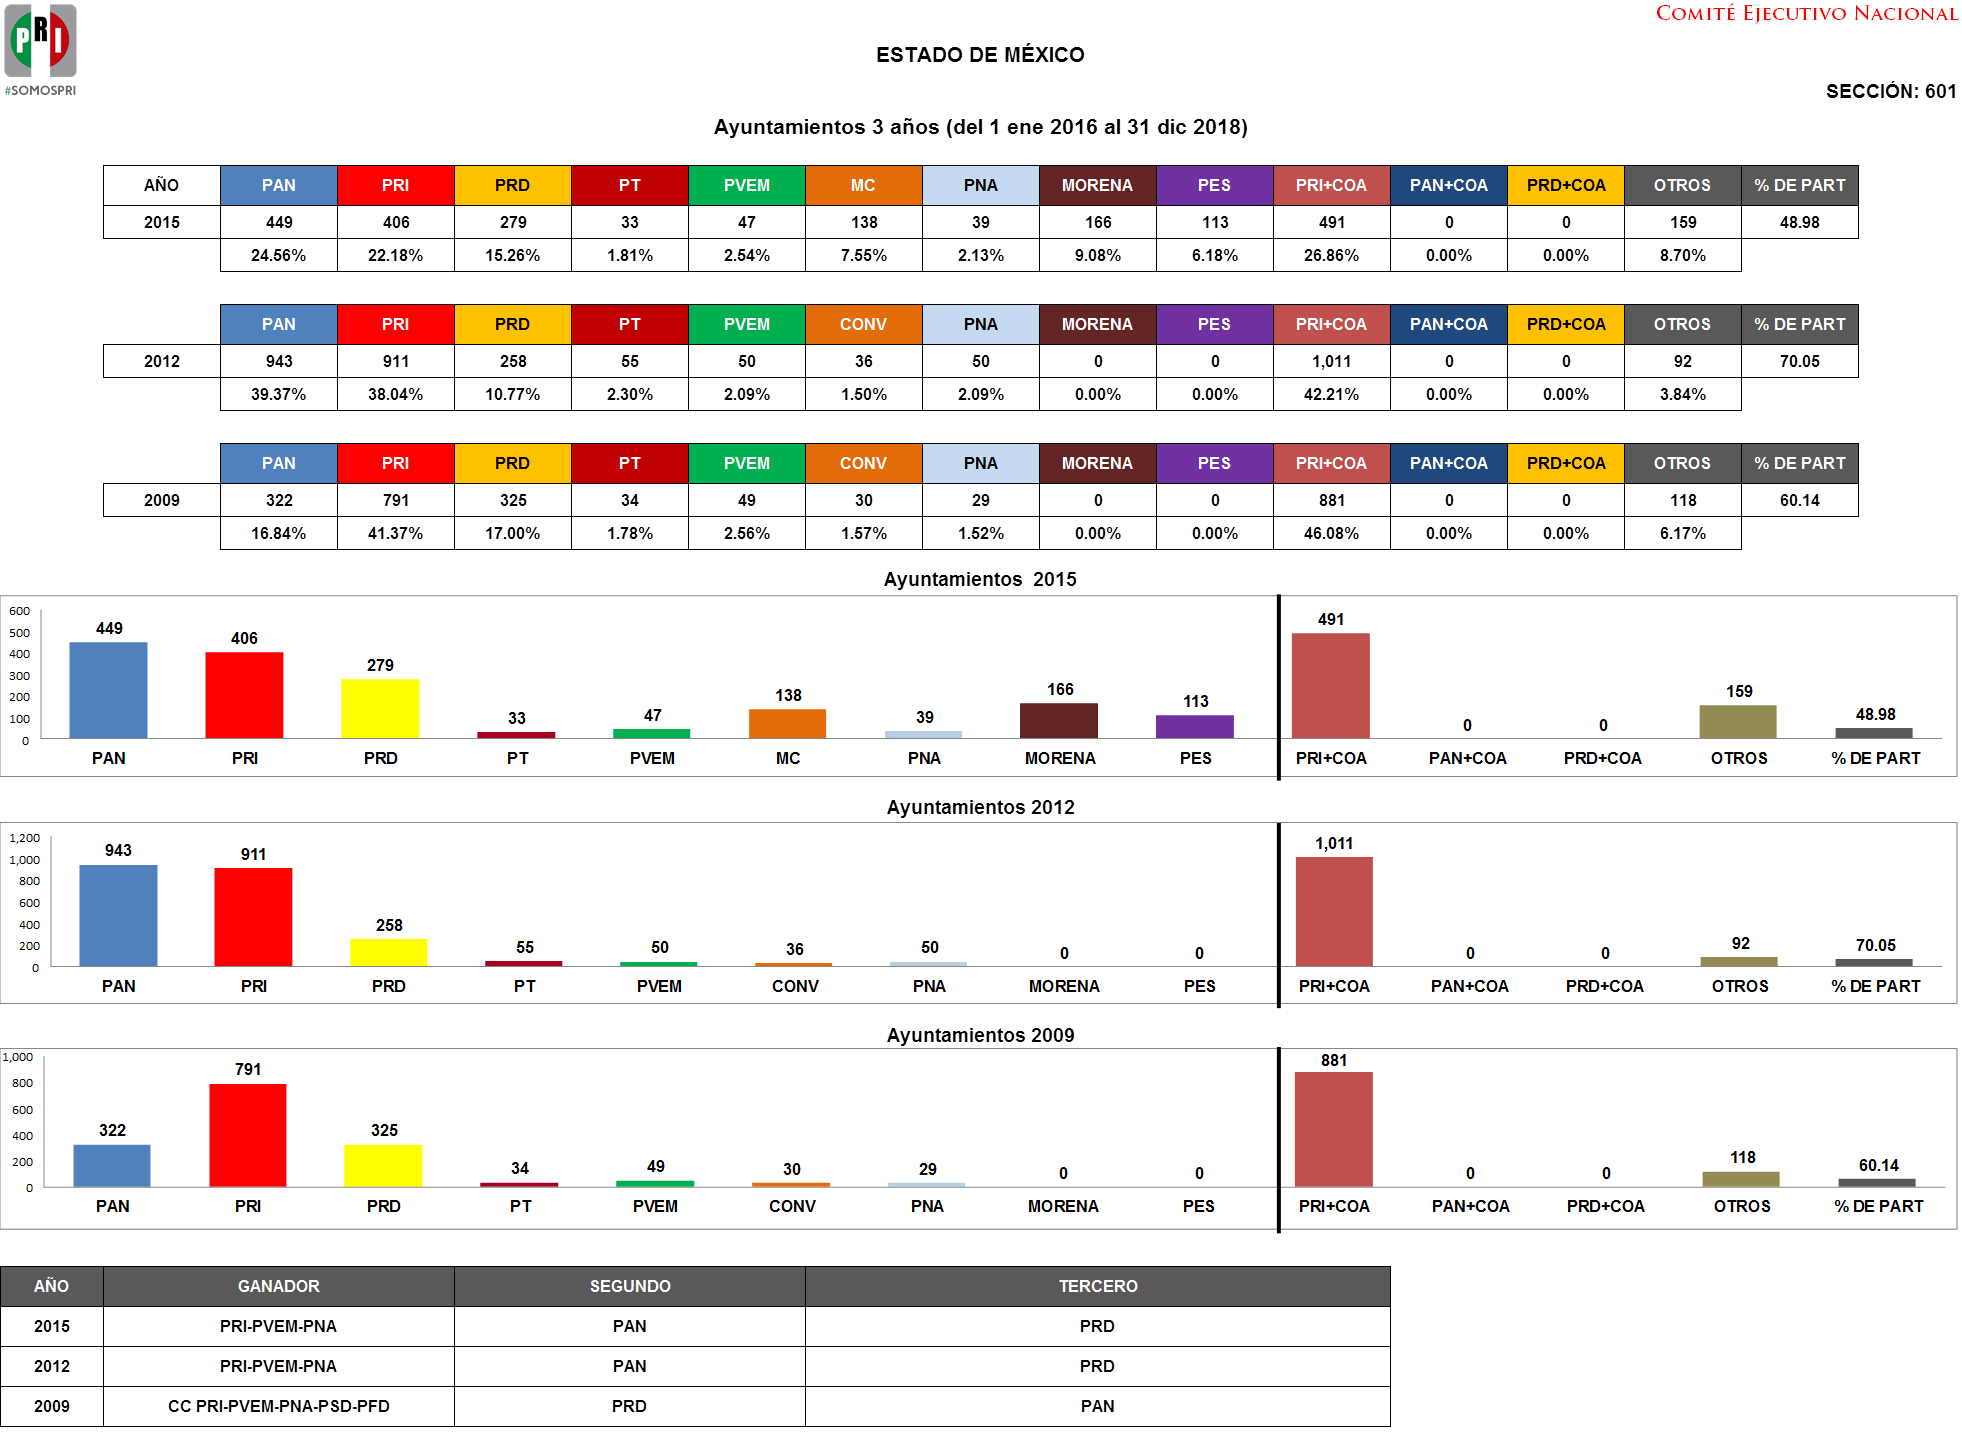 PRI
#SOMOSPRI
COMITÉ EJECUTIVO NACIONAL
ESTADO DE MÉXICO
SECCIÓN: 601
Ayuntamientos 3 años (del 1 ene 2016 al 31 dic 2018)
AÑO PAN PRI PRD PT PVEM MC PNA MORENA PES PRI+COA PAN+COA PRD+COA OTROS % DE PART
2015 449 406 279 33 47 138 39 166 113 491 0 0 159 48.98
24.56% 22.18% 15.26% 1.81% 2.54% 7.55% 2.13% 9.08% 6.18% 26.86% 0.00% 0.00% 8.70%
PAN PRI PRD PT PVEM CONV PNA MORENA PES PRI+COA PAN+COA PRD+COA OTROS % DE PART
2012 943 911 258 55 50 36 50 0 0 1,011 0 0 92 70.05
39.37% 38.04% 10.77% 2.30% 2.09% 1.50% 2.09% 0.00% 0.00% 42.21% 0.00% 0.00% 3.84%
PAN PRI PRD PT PVEM CONV PNA MORENA PES PRI+COA PAN+COA PRD+COA OTROS % DE PART
2009 322 791 325 34 49 30 29 0 0 881 0 0 118 60.14
16.84% 41.37% 17.00% 1.78% 2.56% 1.57% 1.52% 0.00% 0.00% 46.08% 0.00% 0.00% 6.17%
Ayuntamientos 2015
600
500
400
300
200
100
0
449 406 279 33 47 138 39 166 113 491 0 0 159 48.98
PAN PRI PRD PT PVEM MC PNA MORENA PES PRI+COA PAN+COA PRD+COA OTROS % DE PART
Ayuntamientos 2012
1,200
1,000
800
600
400
200
0
943 911 258 55 50 36 50 0 0 1,011 0 0 92 70.05
PAN PRI PRD PT PVEM CONV PNA MORENA PES PRI+COA PAN+COA PRD+COA OTROS % DE PART
Ayuntamientos 2009
1,000
800
600
400
200
0
322 791 325 34 49 30 29 0 0 881 0 0 118 60.14
PAN PRI PRD PT PVEM CONV PNA MORENA PES PRI+COA PAN+COA PRD+COA OTROS % DE PART
AÑO GANADOR SEGUNDO TERCERO
2015 PRI-PVEM-PNA PAN PRD
2012 PRI-PVEM-PNA PAN PRD
2009 CC PRI-PVEM-PNA-PSD-PFD PRD PAN